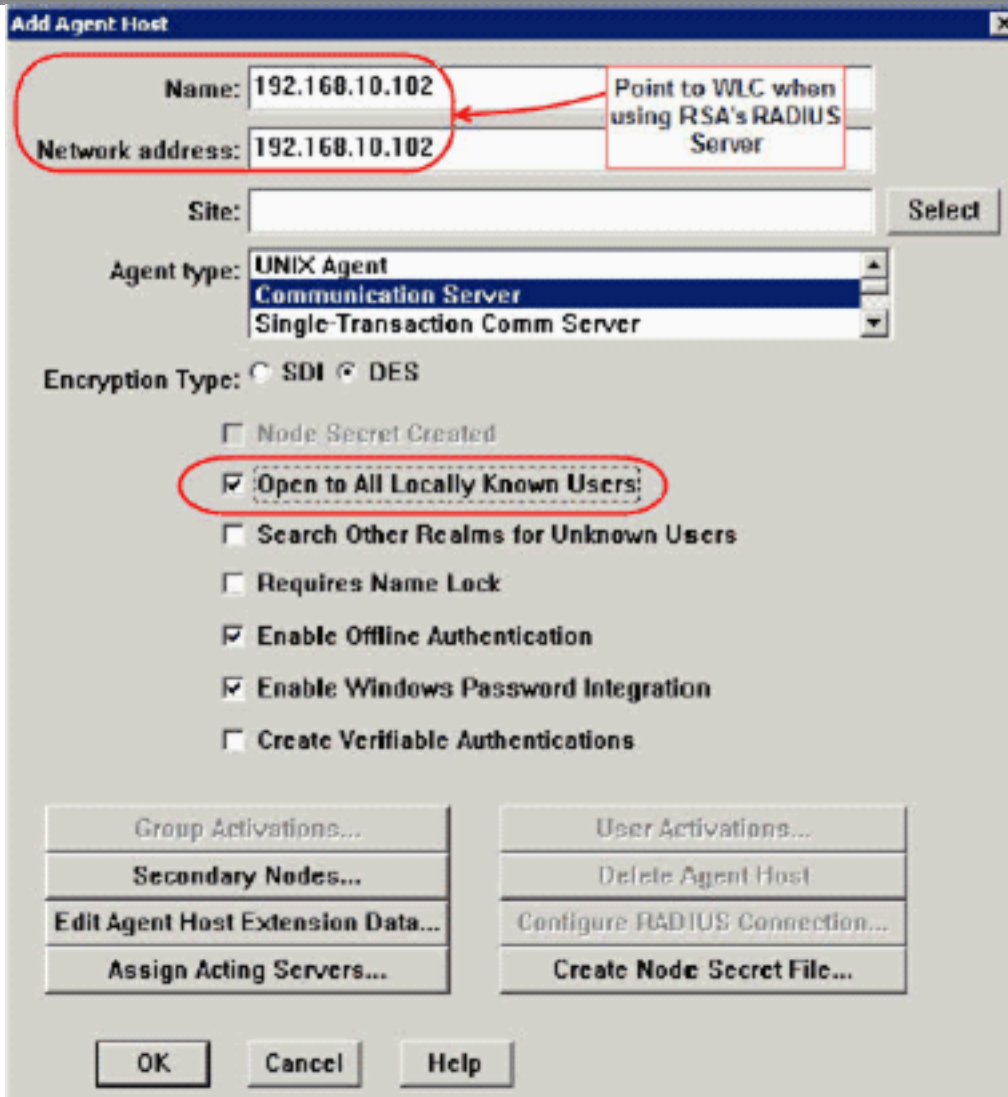 Add Agent Host
Name: 192.168.10.102
Point to WLC when
using RSA's RADIUS
Server
Network address: 192.168.10.102
Site:
Select
Agent type:
UNIX Agent
Communication Server
Single-Transaction Comm Server
Encryption Type: SDI DES
Node Secret Created
Open to All Locally Known Users
Search Other Realms for Unknown Users
Requires Name Lock
Enable Offline Authentication
Enable Windows Password Integration
Create Verifiable Authentications
Group Activations... User Activations...
Secondary Nodes... Delete Agent Host
Edit Agent Host Extension Data... Configure RADIUS Connection...
Assign Acting Servers... Create Node Secret File...
OK Cancel Help